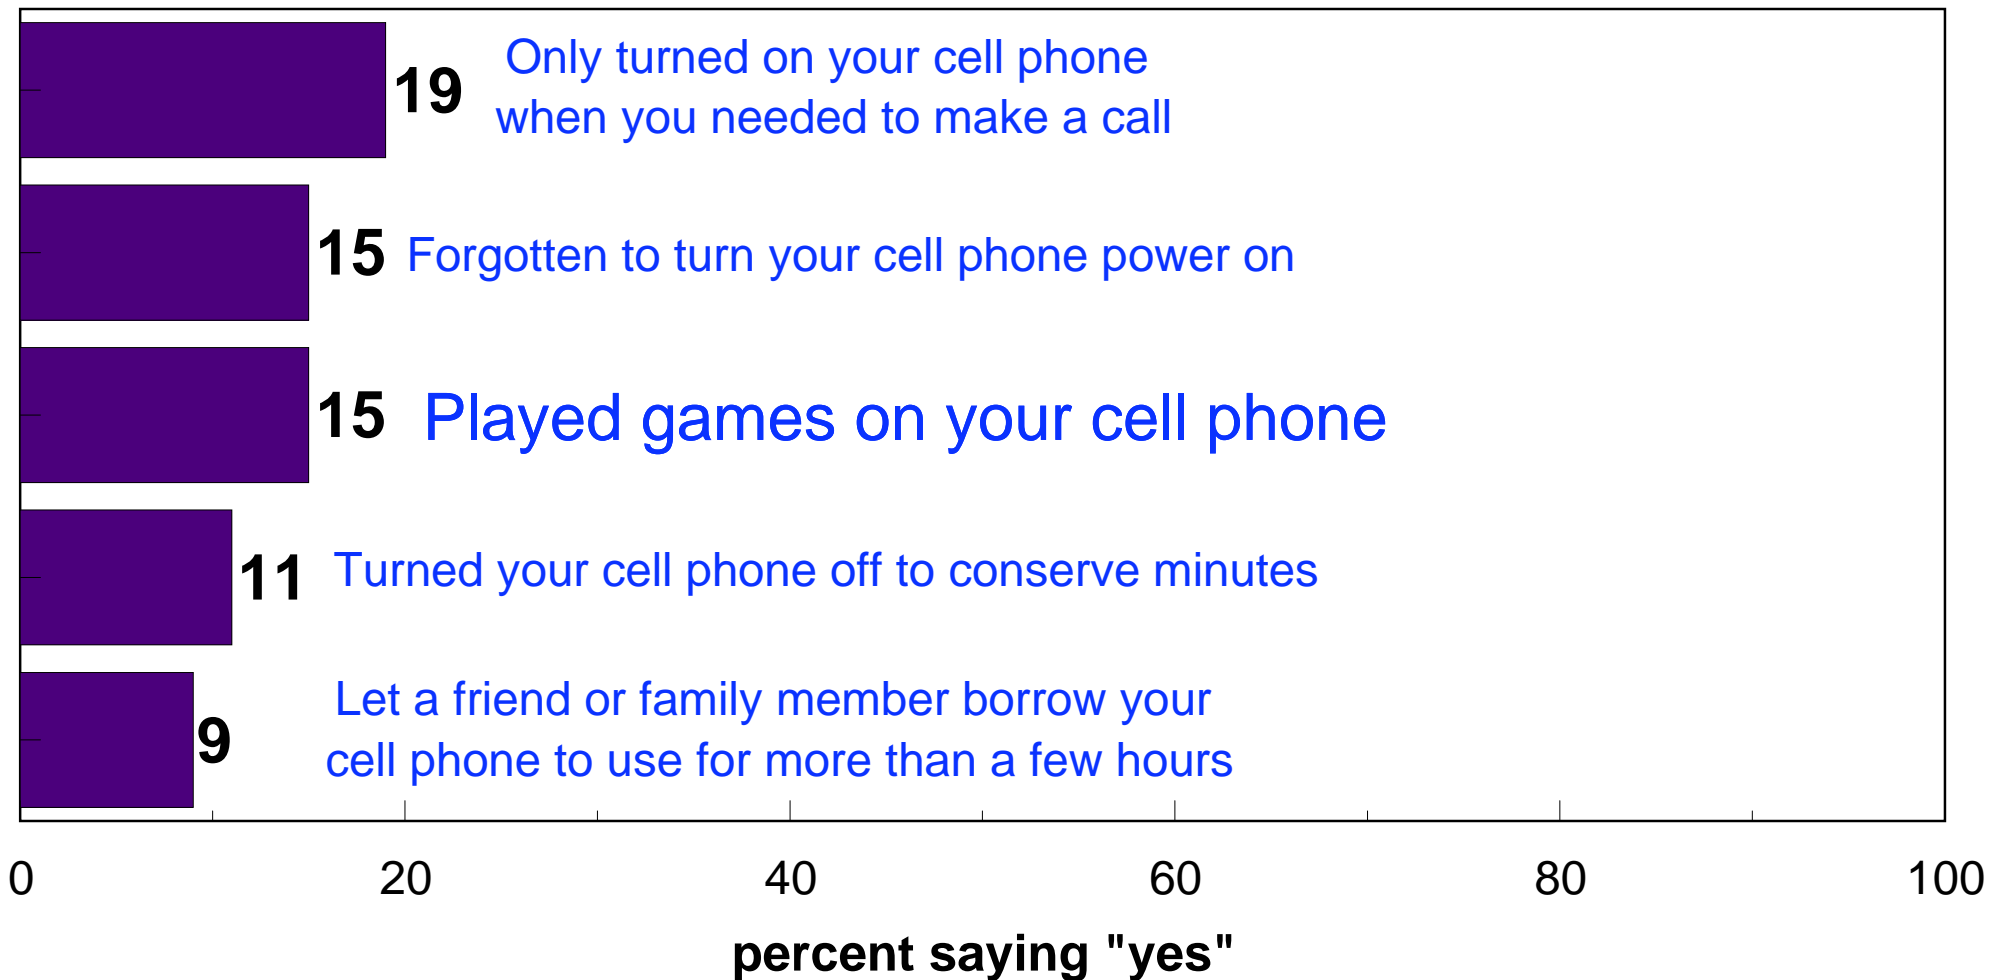 19
Only turned on your cell phone
when you needed to make a call
15 Forgotten to turn your cell phone power on
15 Played games on your cell phone
11 Turned your cell phone off to conserve minutes
9
Let a friend or family member borrow your
cell phone to use for more than a few hours
0 20 40 60 80 100
percent saying "yes"